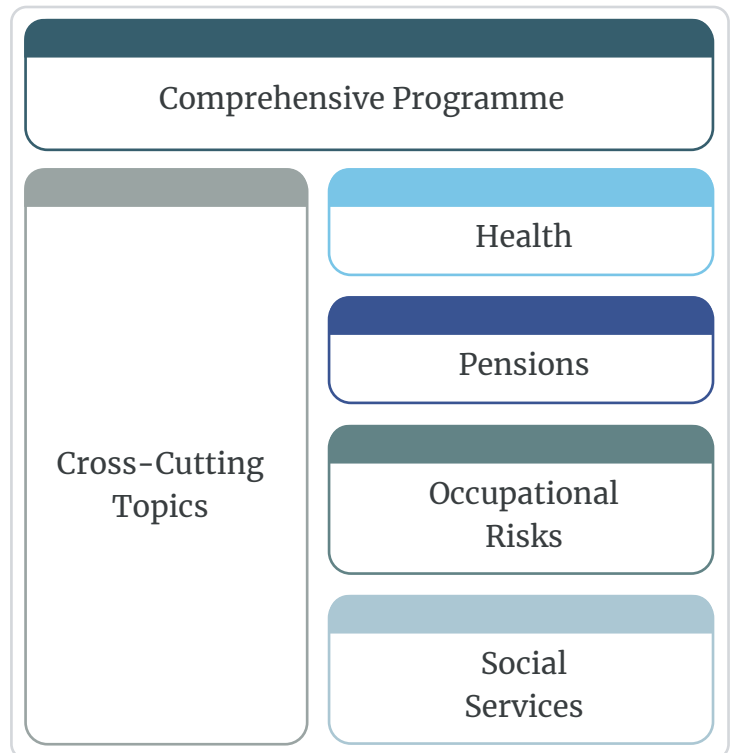 Comprehensive Programme
Cross-Cutting
Topics
Health
Pensions
Occupational
Risks
Social
Services